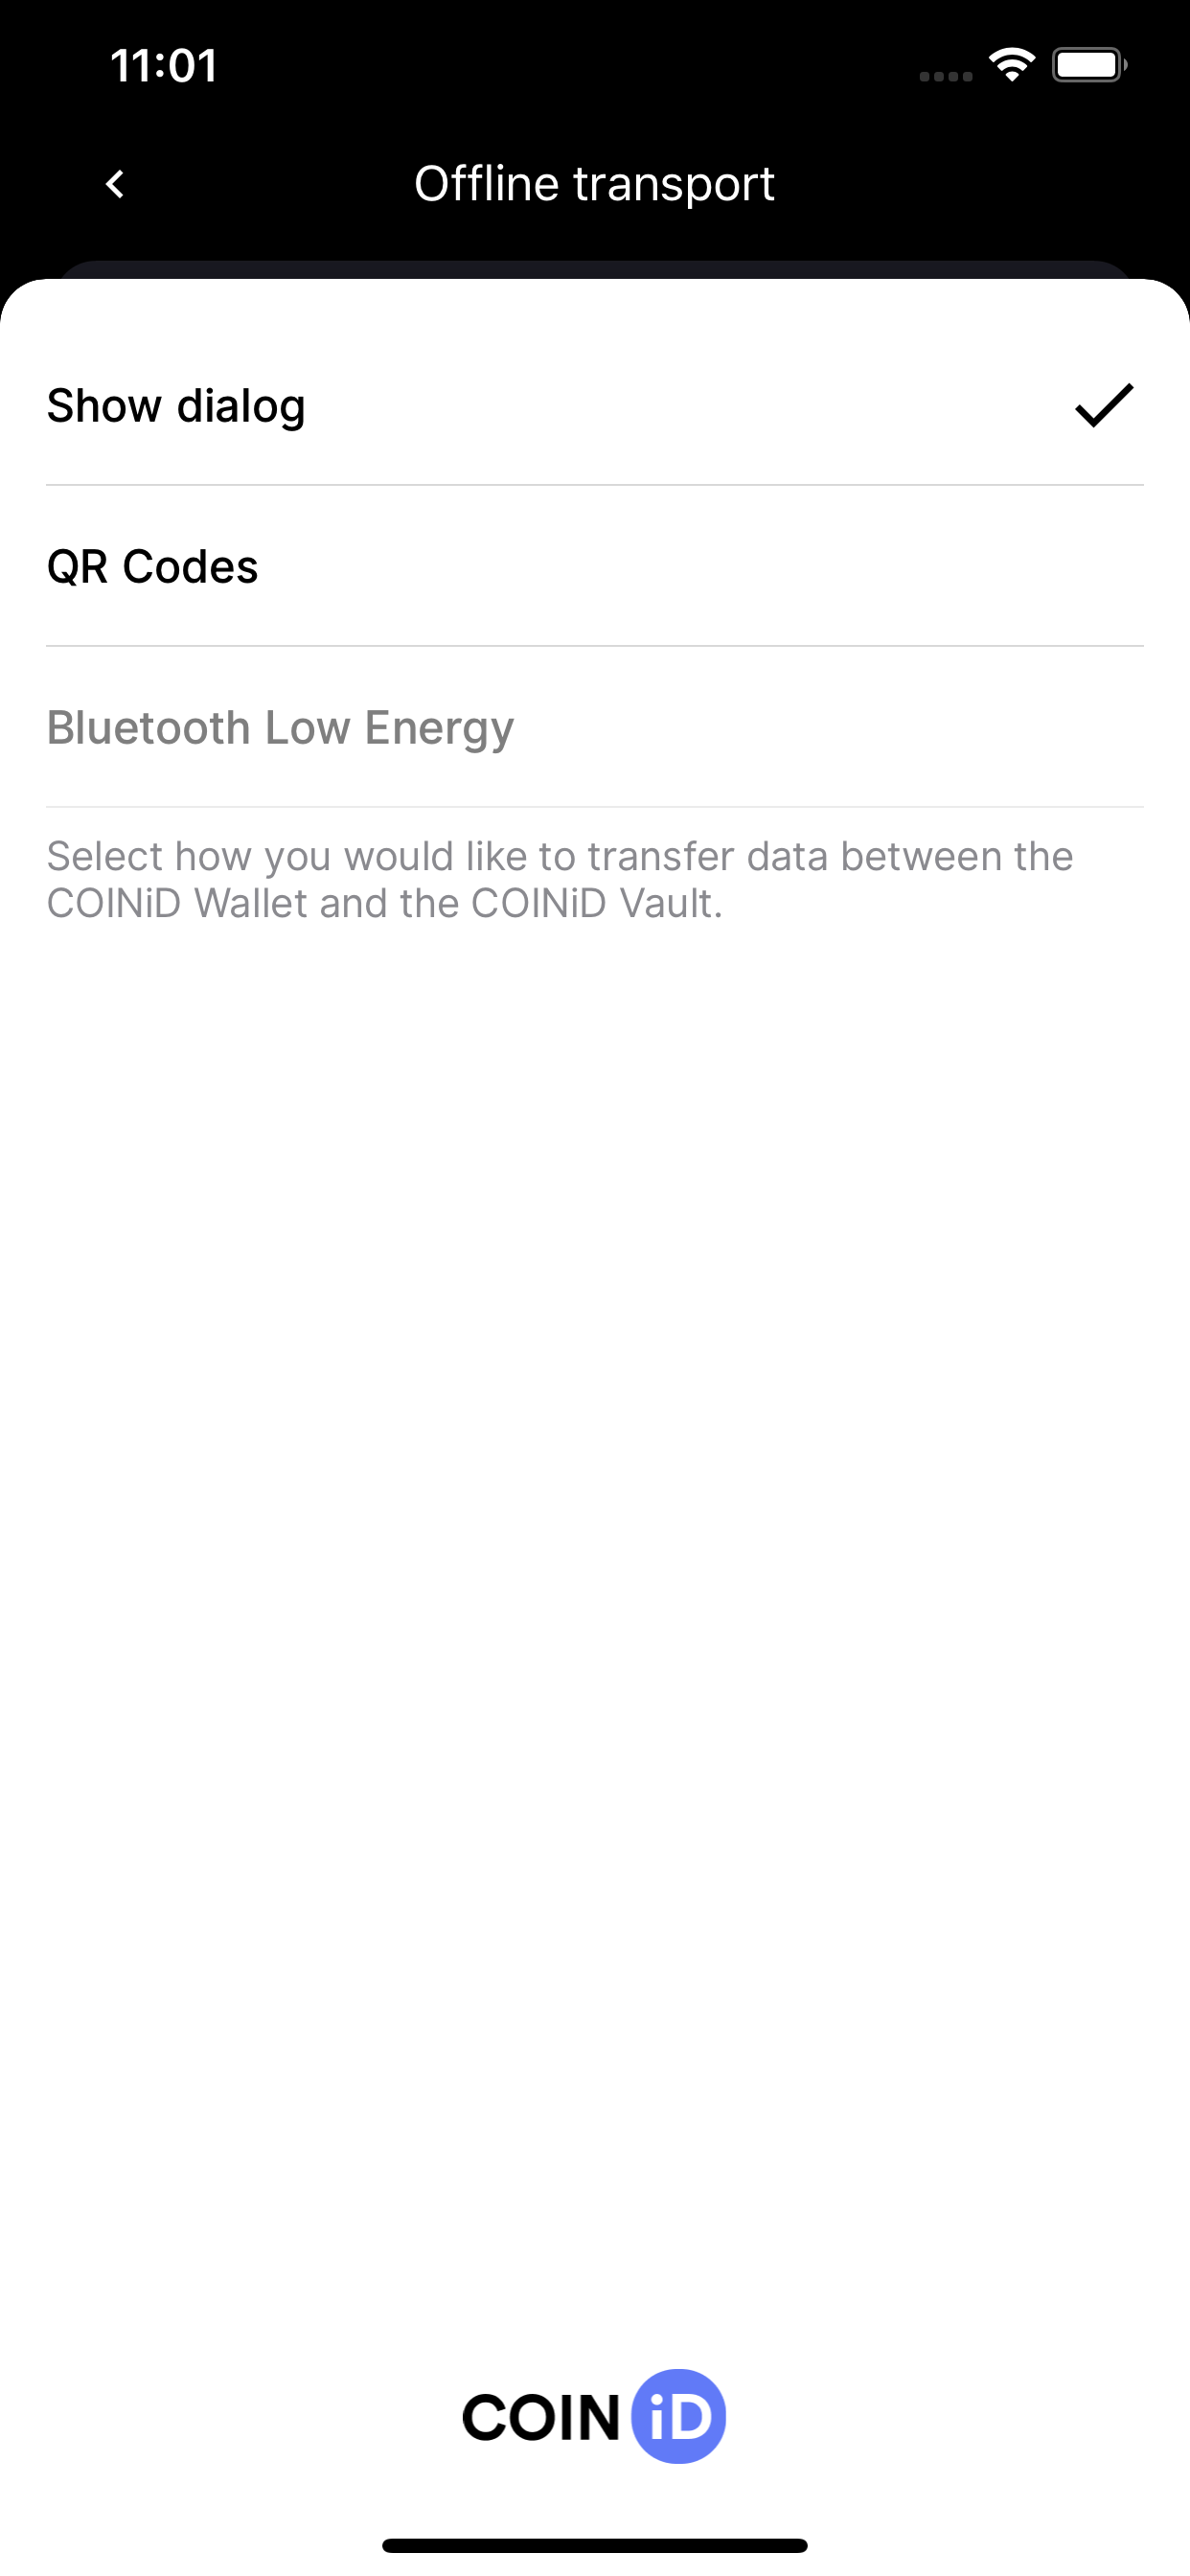 11:01
Offline transport
Show dialog
QR Codes
Bluetooth Low Energy
Select how you would like to transfer data between the
COINiD Wallet and the COINiD Vault.
COIN iD